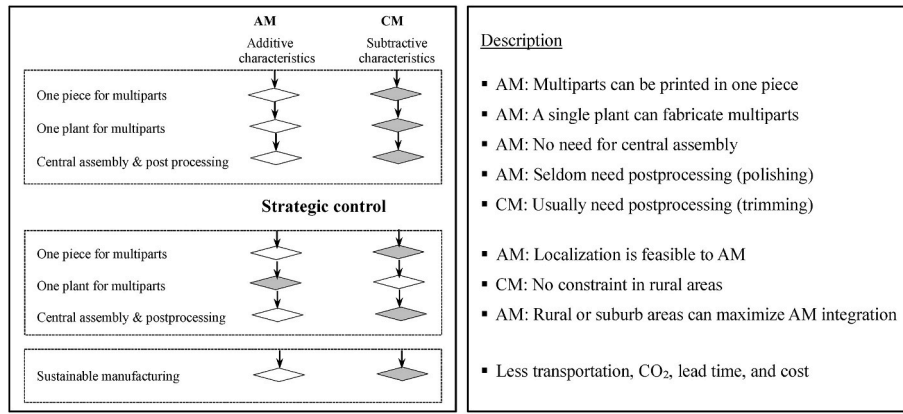 AM
CM
Additive characteristics
Subtractive characteristics
One piece for multiparts
One plant for multiparts
Central assembly & post processing
Strategic control
One piece for multiparts
One plant for multiparts
Central assembly & postprocessing
Sustainable manufacturing
Description
▪ AM: Multiparts can be printed in one piece
▪ AM: A single plant can fabricate multiparts
▪ AM: No need for central assembly
▪ AM: Seldom need postprocessing (polishing)
▪ CM: Usually need postprocessing (trimming)
▪ AM: Localization is feasible to AM
▪ CM: No constraint in rural areas
▪ AM: Rural or suburb areas can maximize AM integration
▪ Less transportation, CO₂, lead time, and cost